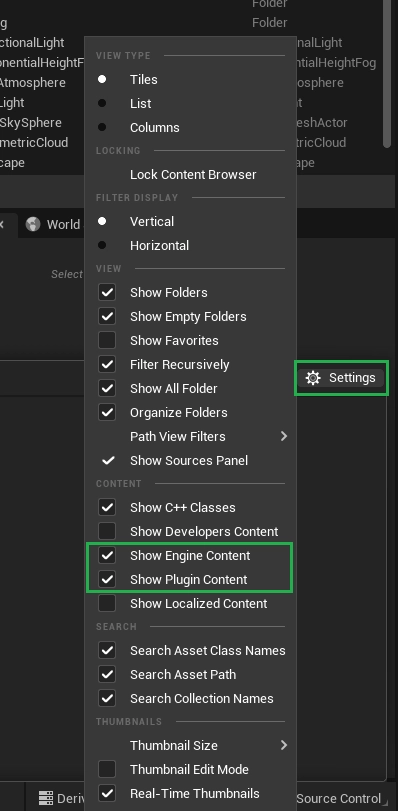 Folder
Folder
VIEW TYPE
Tiles
List
Columns
LOCKING
Lock Content Browser
FILTER DISPLAY
Vertical
Horizontal
VIEW
Show Folders
Show Empty Folders
Show Favorites
Filter Recursively
Show All Folder
Organize Folders
Path View Filters
Show Sources Panel
CONTENT
Show C++ Classes
Show Developers Content
Show Engine Content
Show Plugin Content
Show Localized Content
SEARCH
Search Asset Class Names
Search Asset Path
Search Collection Names
THUMBNAILS
Thumbnail Size
Thumbnail Edit Mode
Real-Time Thumbnails
g
ctionalLight
onentialHeightF
Atmosphere
Light
SkySphere
metricCloud
cape
nalLight
ntialHeightFog
osphere
t
eshActor
etricCloud
pe
World
Select
Settings
Deriv
Source Control